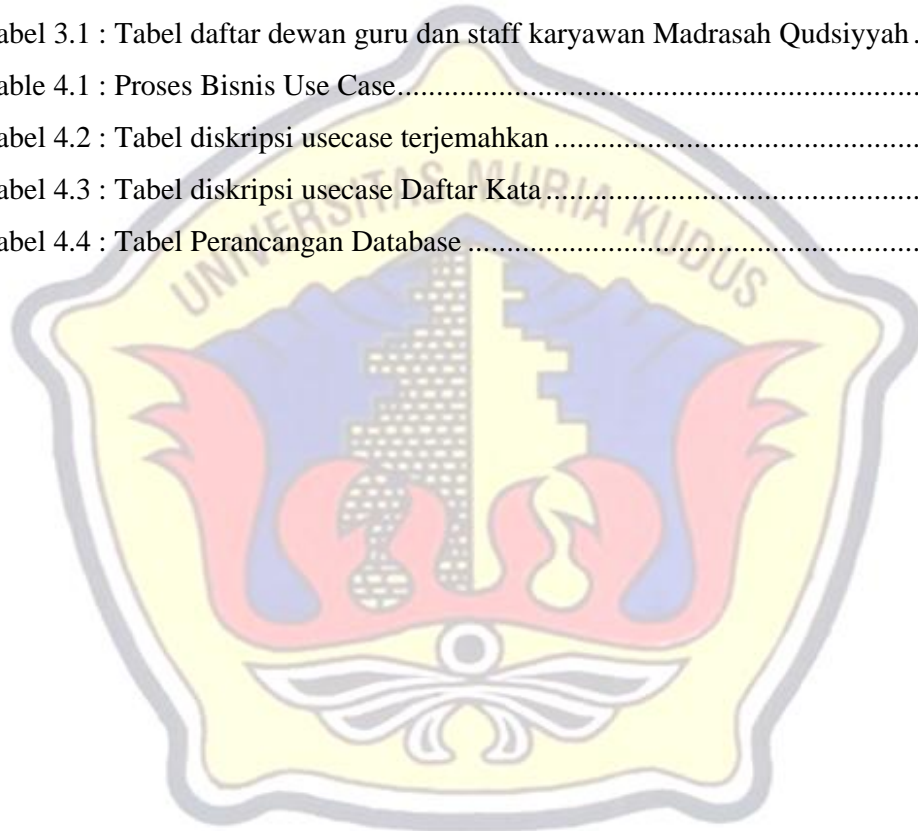 abel 3.1 : Tabel daftar dewan guru dan staff karyawan Madrasah Qudsiyyah .
able 4.1 : Proses Bisnis Use Case...............................................................................
abel 4.2 : Tabel diskripsi usecase terjemahkan ........................................................
abel 4.3 : Tabel diskripsi usecase Daftar Kata .........................................................
abel 4.4 : Tabel Perancangan Database ....................................................................
UNIVERSITAS MURIA KUDUS